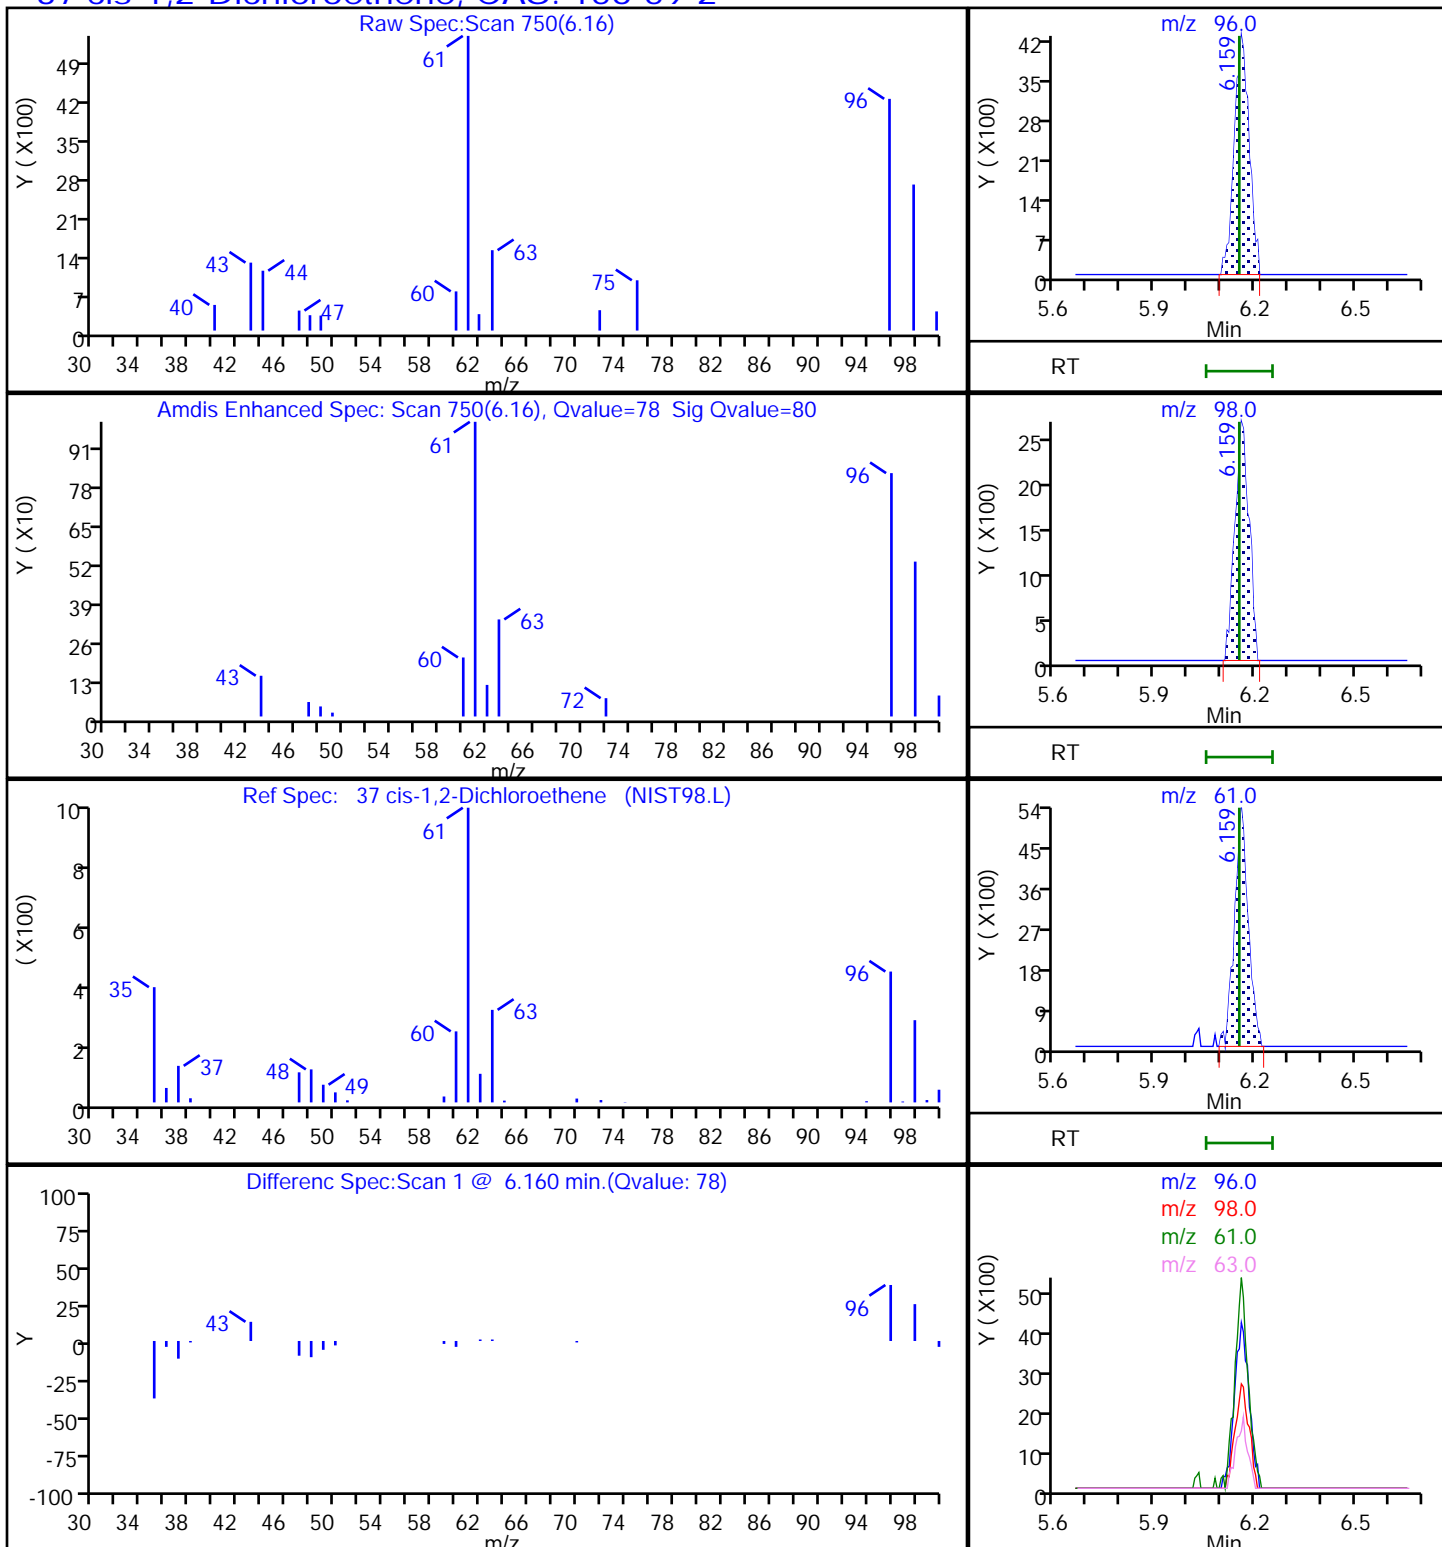 37 cis-1,2-Dichloroethene, CAS: 156-59-2
Raw Spec:Scan 750(6.16)
Y ( X100)
49
42
35
28
21
14
7
0
61
96
43
44
40
47
60
63
75
30 34 38 42 46 50 54 58 62 66 70 74 78 82 86 90 94 98
m/z
m/z 96.0
Y ( X100)
42
35
28
21
14
7
0
6.159
5.6 5.9 6.2 6.5
Min
RT
Amdis Enhanced Spec: Scan 750(6.16), Qvalue=78 Sig Qvalue=80
Y ( X10)
91
78
65
52
39
26
13
0
61
96
43
60
63
72
30 34 38 42 46 50 54 58 62 66 70 74 78 82 86 90 94 98
m/z
m/z 98.0
Y ( X100)
25
20
15
10
5
0
6.159
5.6 5.9 6.2 6.5
Min
RT
Ref Spec: 37 cis-1,2-Dichloroethene (NIST98.L)
( X100)
10
8
6
4
2
0
61
96
35
37
48
49
60
63
30 34 38 42 46 50 54 58 62 66 70 74 78 82 86 90 94 98
m/z 61.0
Y ( X100)
54
45
36
27
18
9
0
6.159
5.6 5.9 6.2 6.5
Min
RT
Differenc Spec:Scan 1 @ 6.160 min.(Qvalue: 78)
Y
100
75
50
25
0
-25
-50
-75
-100
43
96
30 34 38 42 46 50 54 58 62 66 70 74 78 82 86 90 94 98
m/z
m/z 96.0
m/z 98.0
m/z 61.0
m/z 63.0
Y ( X100)
50
40
30
20
10
0
5.6 5.9 6.2 6.5
Min